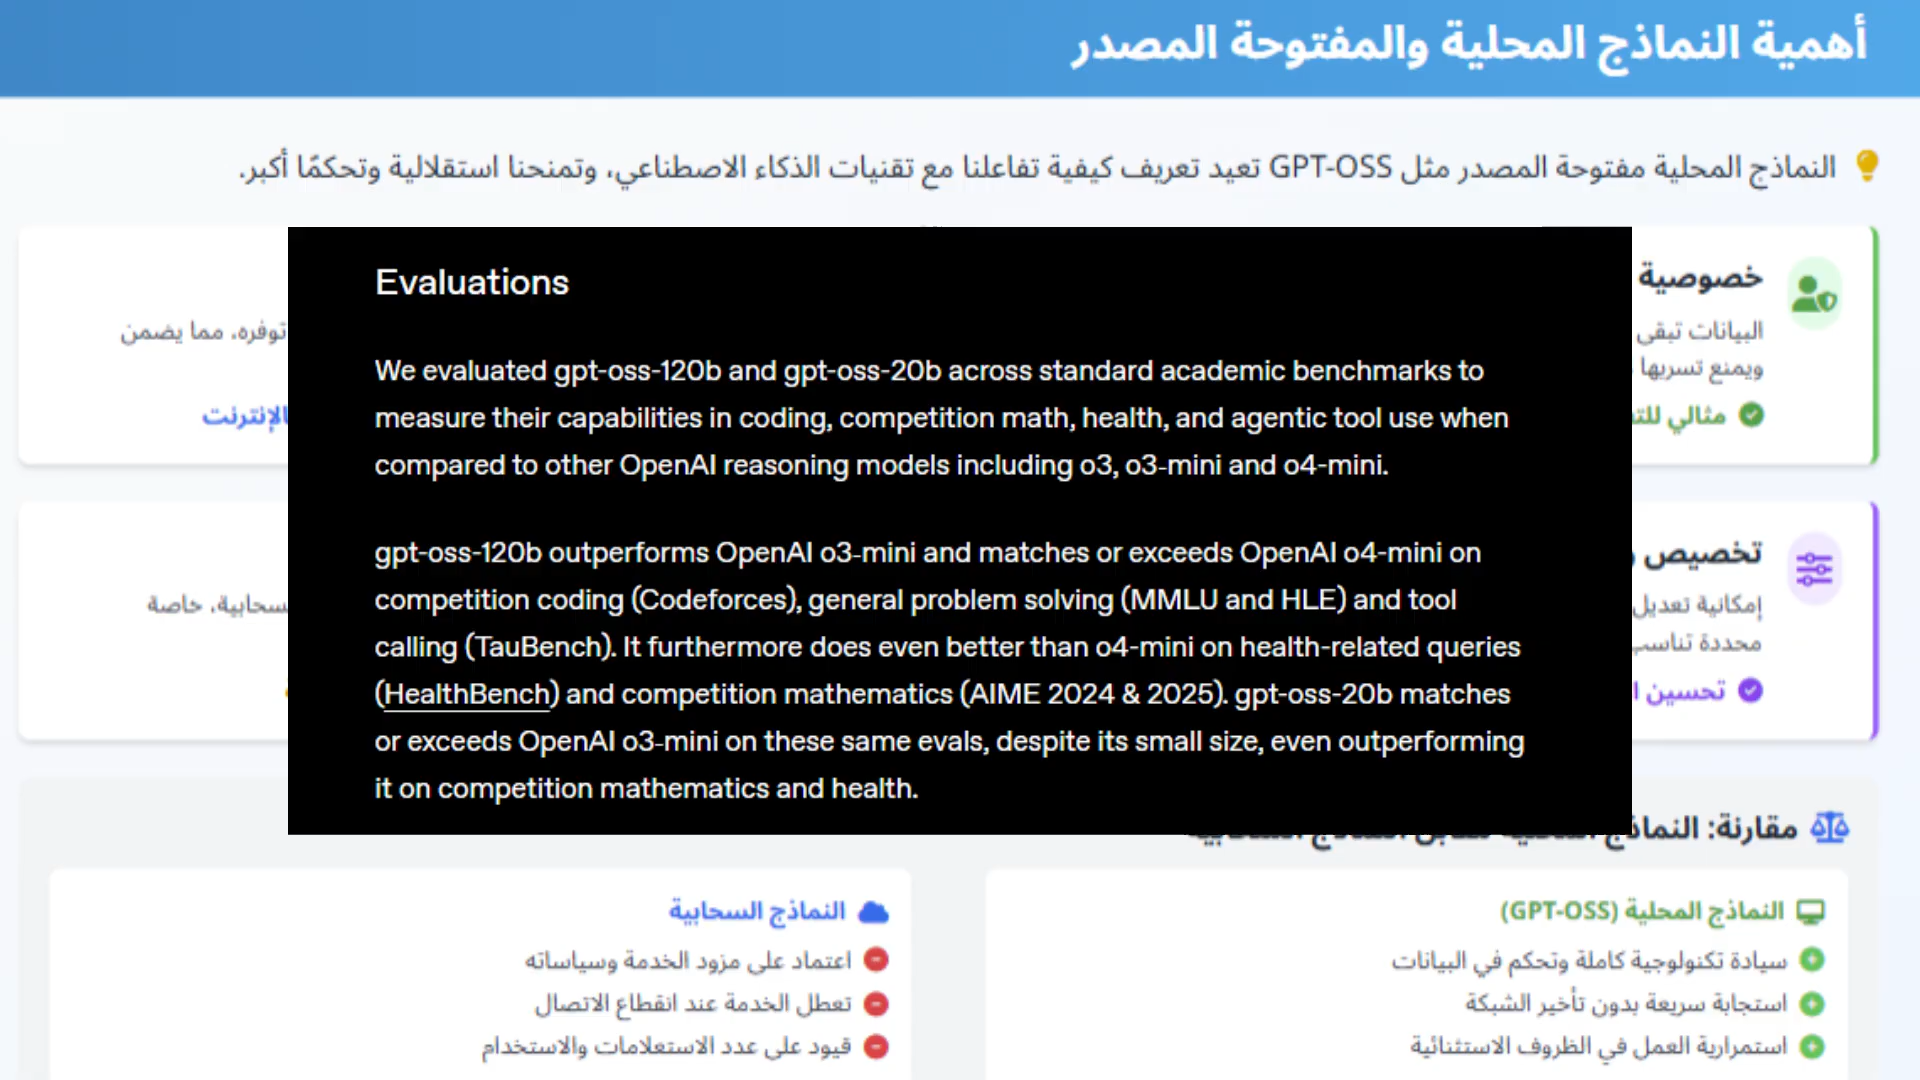 أهمية النماذج المحلية والمفتوحة المصدر
النماذج المحلية مفتوحة المصدر مثل GPT-OSS تعيد تعريف كيفية تفاعلنا مع تقنيات الذكاء الاصطناعي، وتمنحنا استقلالية وتحكمًا أكبر.
خصوصية
البيانات تبقى
ويمنع تسريها
مثالي
توفره، مما يضمن
بالإنترنت
Evaluations
We evaluated gpt-oss-120b and gpt-oss-20b across standard academic benchmarks to
measure their capabilities in coding, competition math, health, and agentic tool use when
compared to other OpenAI reasoning models including o3, o3-mini and o4-mini.
gpt-oss-120b outperforms OpenAI o3-mini and matches or exceeds OpenAI o4-mini on
competition coding (Codeforces), general problem solving (MMLU and HLE) and tool
calling (TauBench). It furthermore does even better than o4-mini on health-related queries
(HealthBench) and competition mathematics (AIME 2024 & 2025). gpt-oss-20b matches
or exceeds OpenAI o3-mini on these same evals, despite its small size, even outperforming
it on competition mathematics and health.
تخصيص
إمكانية تعديل
محددة تناسب
تحسين
سحابية، خاصة
مقارنة: النماذج المحلية مقابل النماذج السحابية
النماذج المحلية (GPT-OSS)
سيادة تكنولوجية كاملة وتحكم في البيانات
استجابة سريعة بدون تأخير الشبكة
استمرارية العمل في الظروف الاستثنائية
النماذج السحابية
اعتماد على مزود الخدمة وسياساته
تعطل الخدمة عند انقطاع الاتصال
قيود على عدد الاستعلامات والاستخدام